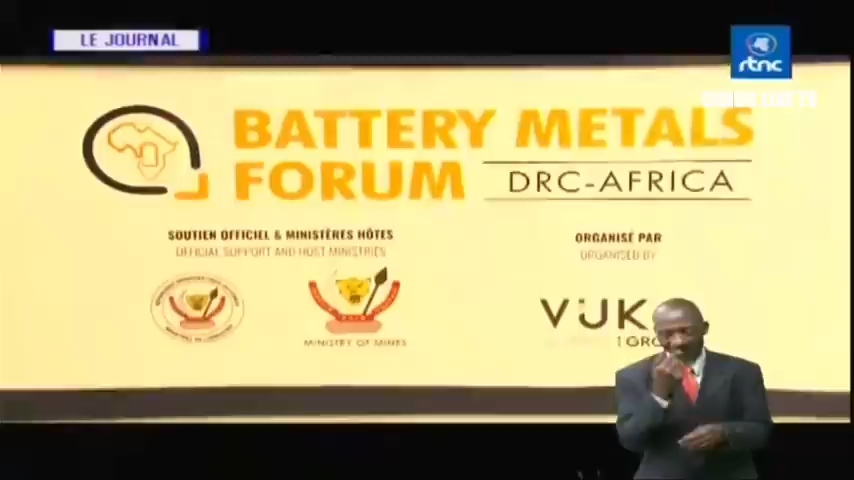 LE JOURNAL
rtnc
BATTERY METALS
FORUM
DRC-AFRICA
SOUTIEN OFFICIEL & MINISTÈRES HÔTES
OFFICIAL SUPPORT AND HOST MINISTRIES
ORGANISÉ PAR
ORGANISED BY
VUK
MINISTRY OF MINES
GRO